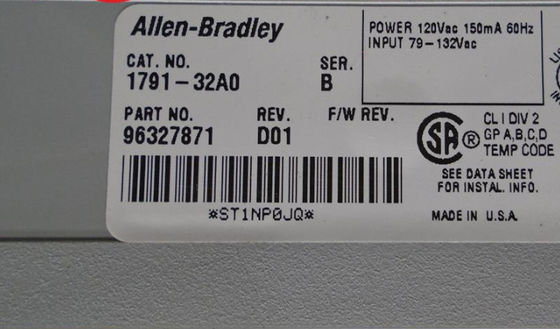 Allen-Bradley
CAT. NO. SER.
1791-32A0 B
PART NO. REV. F/W REV.
96327871 D01
*ST1NP0JQ*
POWER 120Vac 150mA 60Hz
INPUT 79-132Vac
SA ®
CL I DIV 2
GP A,B,C,D
TEMP CODE
SEE DATA SHEET
FOR INSTAL. INFO.
MADE IN U.S.A.